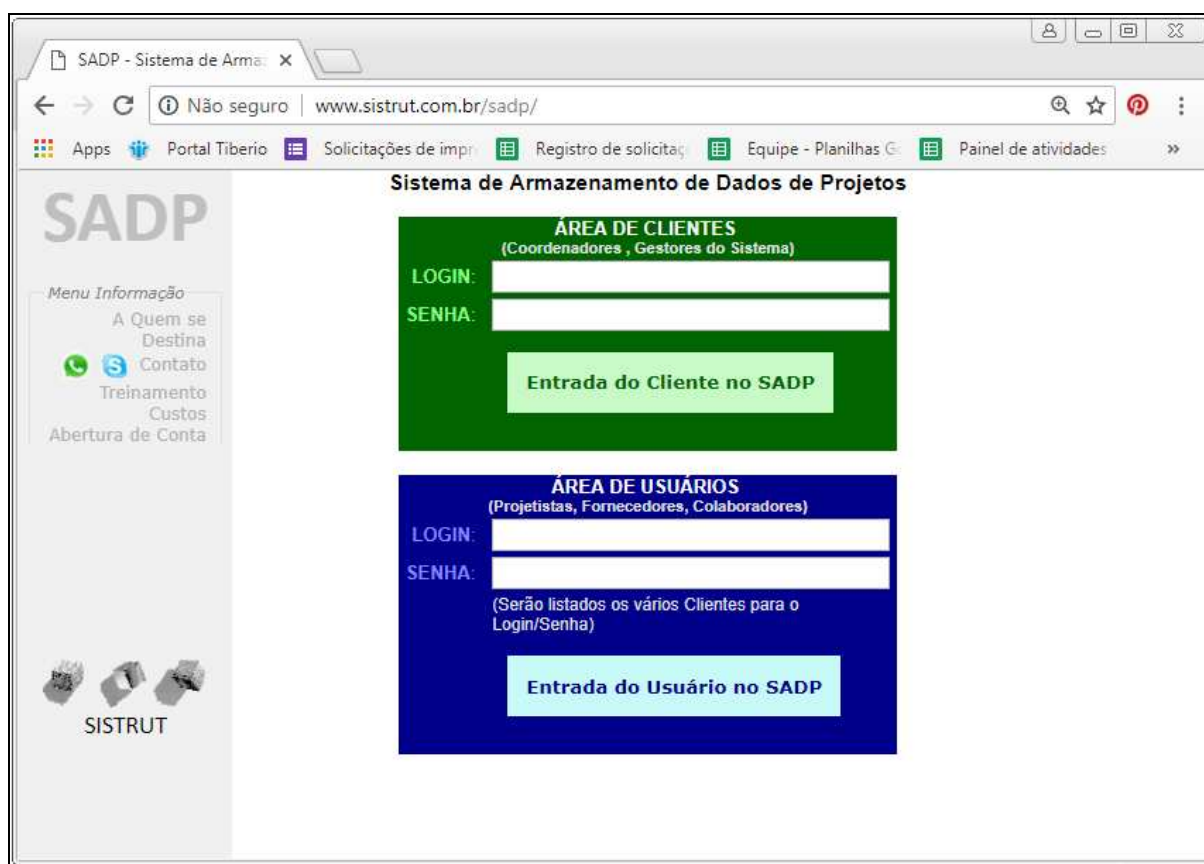 SADP - Sistema de Arma
Não seguro | www.sistrut.com.br/sadp/
Apps Portal Tiberio Solicitações de impr Registro de solicitaç Equipe - Planilhas G Painel de atividades »
SADP
Menu Informação
A Quem se
Destina
Contato
Treinamento
Custos
Abertura de Conta
SISTRUT
Sistema de Armazenamento de Dados de Projetos
ÁREA DE CLIENTES
(Coordenadores , Gestores do Sistema)
LOGIN:
SENHA:
Entrada do Cliente no SADP
ÁREA DE USUÁRIOS
(Projetistas, Fornecedores, Colaboradores)
LOGIN:
SENHA:
(Serão listados os vários Clientes para o
Login/Senha)
Entrada do Usuário no SADP